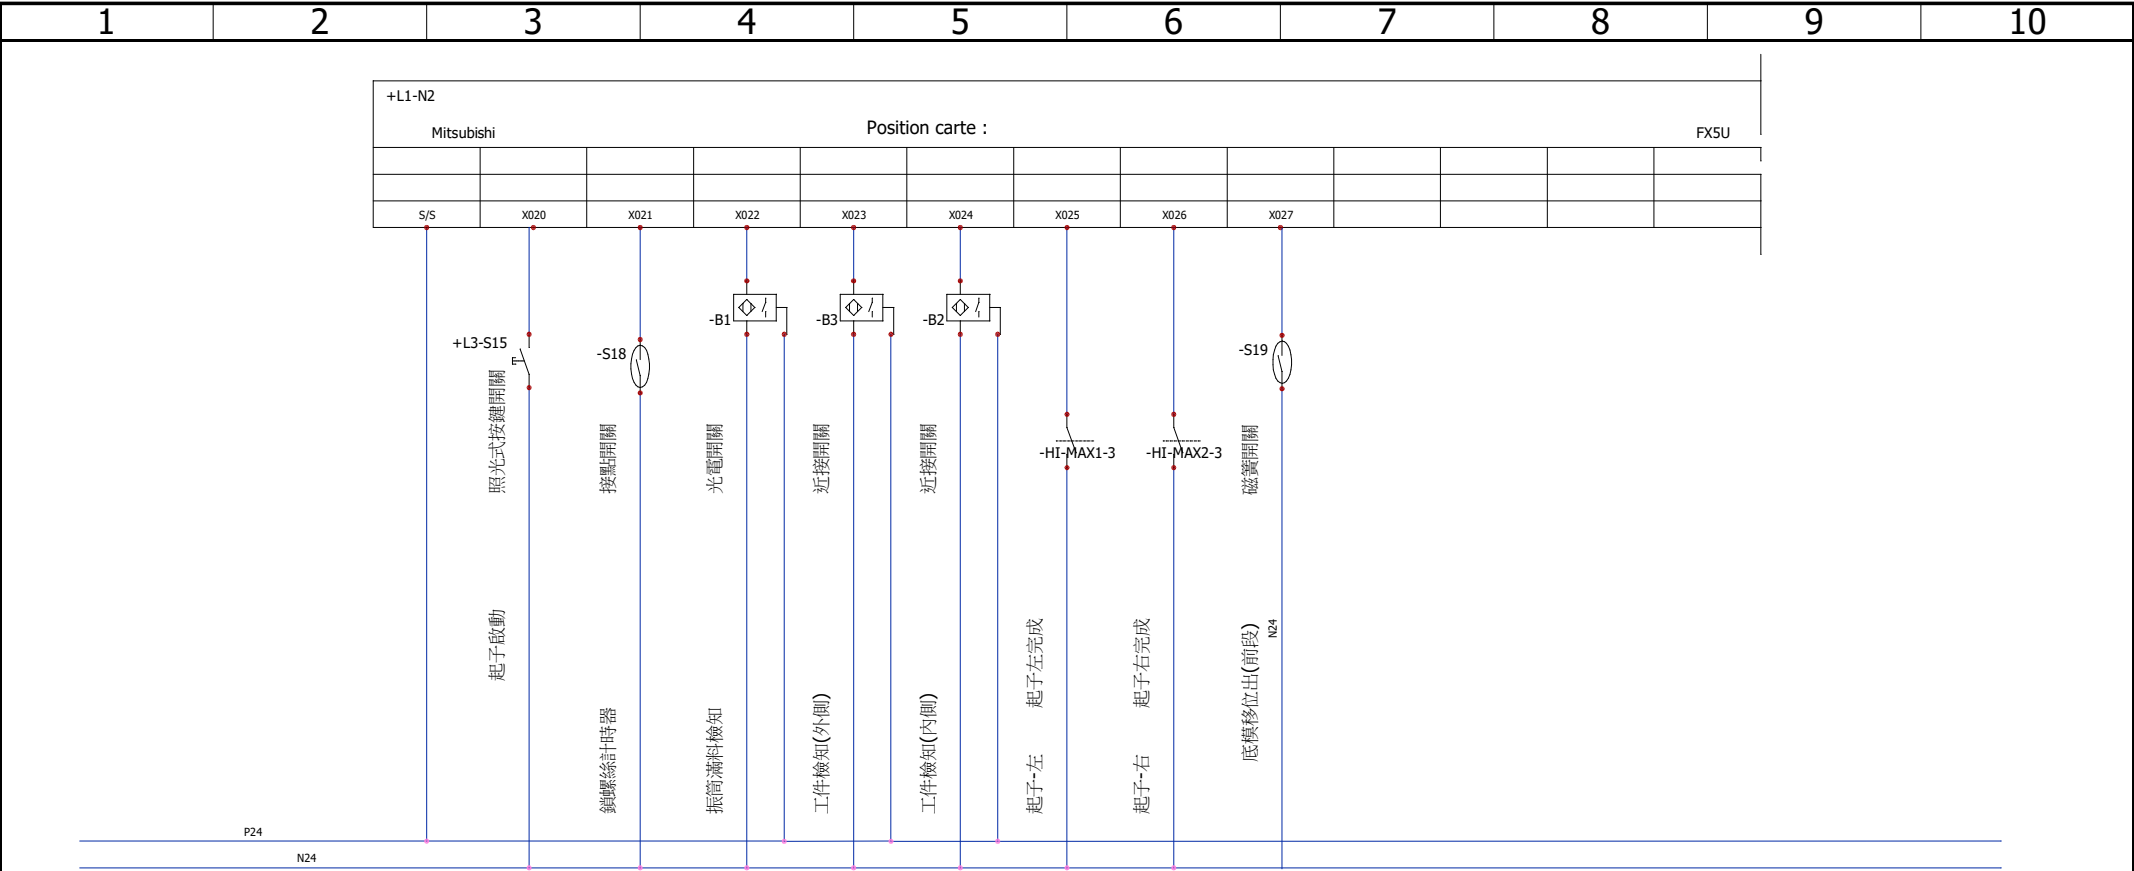 1 2 3 4 5 6 7 8 9 10
+L1-N2
Mitsubishi Position carte : FX5U
S/S X020 X021 X022 X023 X024 X025 X026 X027
-B1 -B3 -B2
+L3-S15 -S18 -S19
-HI-MAX1-3 -HI-MAX2-3
照光式按鍵開關
接點開關
光電開關
近接開關
近接開關
磁簧開關
起子啟動
鎖螺絲計時器
振筒滿料檢知
工件檢知(外側)
工件檢知(內側)
起子-左 起子左完成
起子-右 起子右完成
底模移位出(前段)
N24
P24
N24